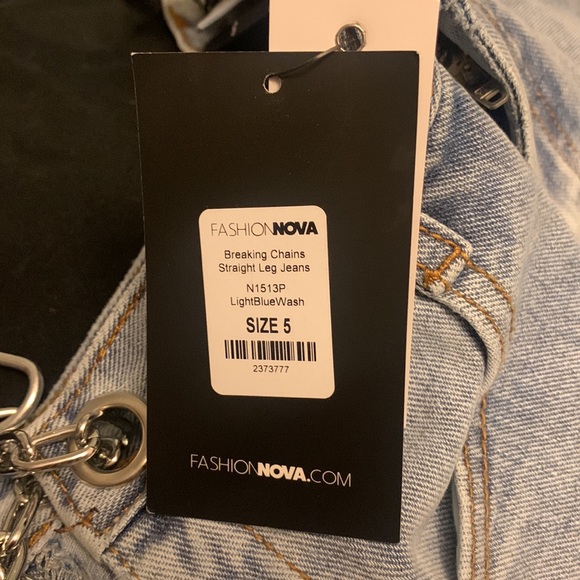 FASHIONNOVA
Breaking Chains
Straight Leg Jeans
N1513P
LightBlueWash
SIZE 5
2373777
FASHIONNOVA.COM